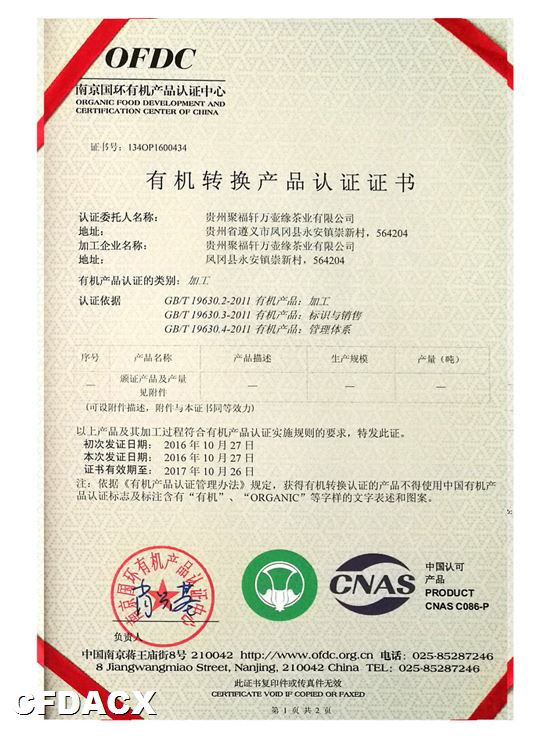 OFDC
南京国环有机产品认证中心
ORGANIC FOOD DEVELOPMENT AND
CERTIFICATION CENTER OF CHINA
证书号：134OP1600434
有机转换产品认证证书
认证委托人名称： 贵州聚福轩万壶缘茶业有限公司
地址： 贵州省遵义市凤冈县永安镇崇新村，564204
加工企业名称： 贵州聚福轩万壶缘茶业有限公司
地址： 凤冈县永安镇崇新村，564204
有机产品认证的类别：加工
认证依据 GB/T 19630.2-2011 有机产品：加工
GB/T 19630.3-2011 有机产品：标识与销售
GB/T 19630.4-2011 有机产品：管理体系
序号 产品名称 产品描述 生产规模 产量（吨）
— 颁证产品及产量 — — —
见附件
(可设附件描述，附件与本证书同等效力)
以上产品及其加工过程符合有机产品认证实施规则的要求，特发此证。
初次发证日期： 2016 年 10 月 27 日
本次发证日期： 2016 年 10 月 27 日
证书有效期至： 2017 年 10 月 26 日
注：依据《有机产品认证管理办法》规定，获得有机转换认证的产品不得使用中国有机产
品认证标志及标注含有“有机”、“ORGANIC”等字样的文字表述和图案。
南京国环有机产品认证中心
负责人
CNAS
中国认可
产品
PRODUCT
CNAS C086-P
中国南京蒋王庙街8号 210042 http://www.ofdc.org.cn 电话：025-85287246
8 Jiangwangmiao Street, Nanjing, 210042 China TEL：025-85287246
此证书复印件或传真件无效
CERTIFICATE VOID IF COPIED OR FAXED
第 1 页 共 2 页
CFDACX